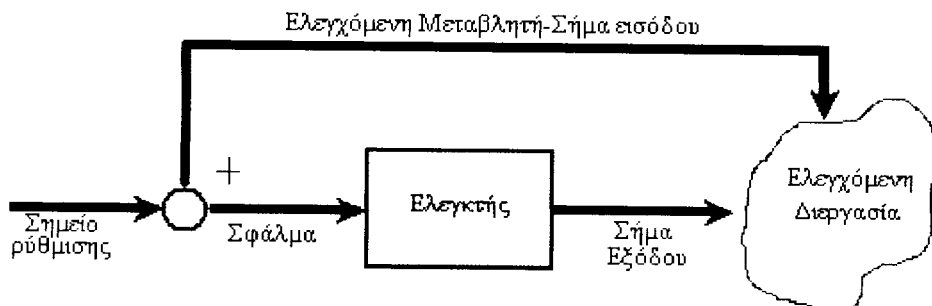 Ελεγχόμενη Μεταβλητή-Σήμα εισόδου
+
Σημείο
ρύθμισης
Σφάλμα
Ελεγκτής
Σήμα
Εξόδου
Ελεγχόμενη
Διεργασία